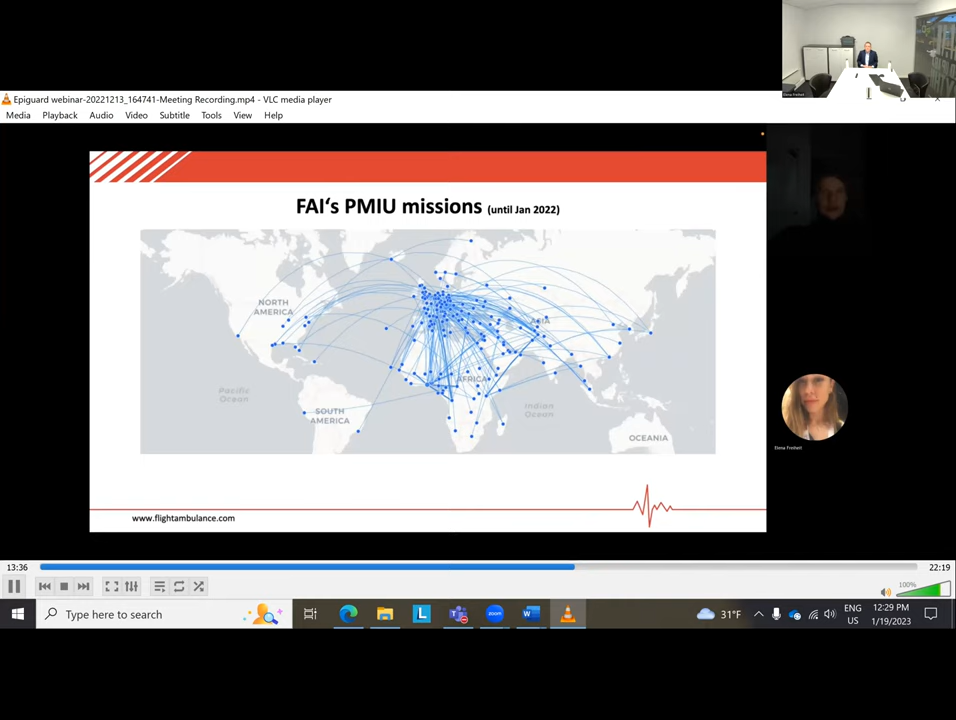 Elena Freiheit
Epiguard webinar-20221213_164741-Meeting Recording.mp4 - VLC media player
Media Playback Audio Video Subtitle Tools View Help
FAI's PMIU missions (until Jan 2022)
NORTH
AMERICA
ASIA
AFRICA
Pacific
Ocean
Indian
Ocean
SOUTH
AMERICA
OCEANIA
Elena Freiheit
www.flightambulance.com
13:36
22:19
100%
Type here to search
L
zoom
W
31°F
ENG
US
12:29 PM
1/19/2023